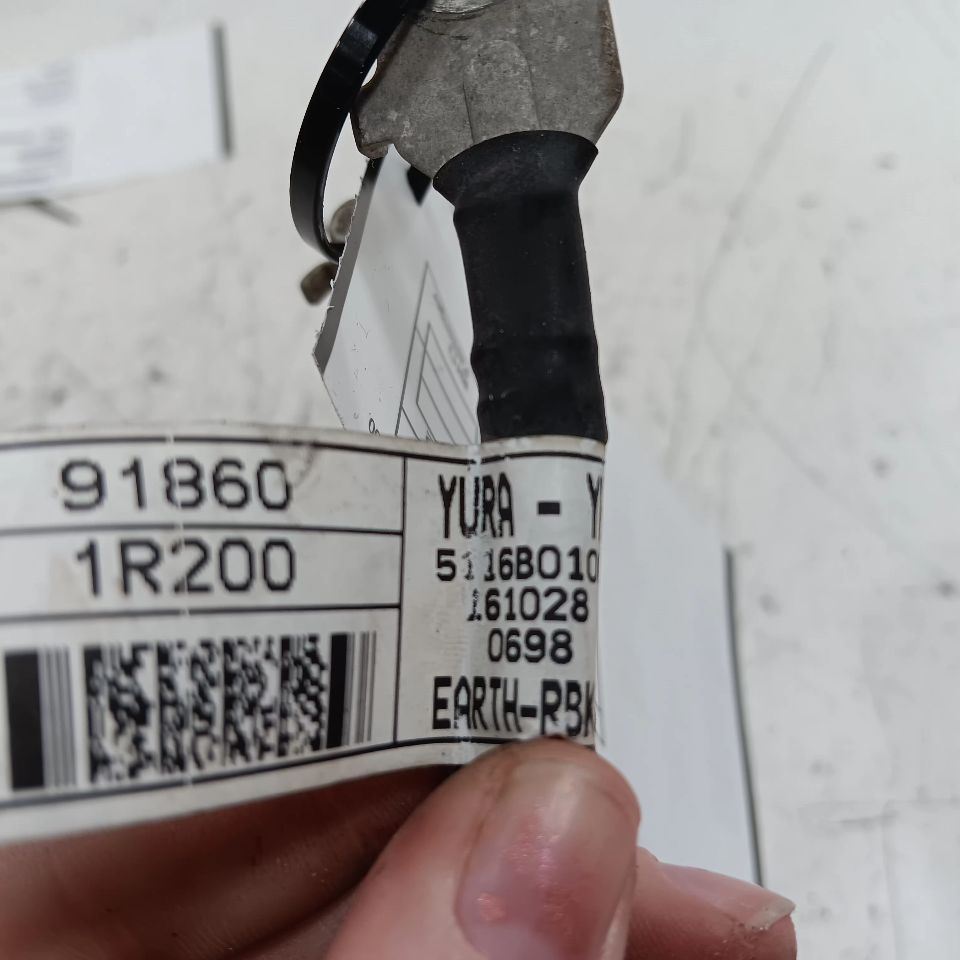 91860
1R200
YURA - Y
5116B010
161028
0698
EARTH-RBK